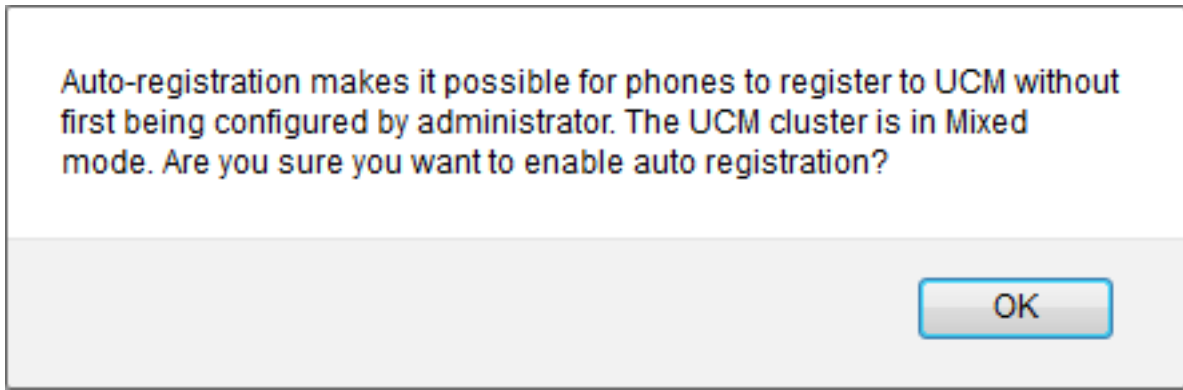 Auto-registration makes it possible for phones to register to UCM without
first being configured by administrator. The UCM cluster is in Mixed
mode. Are you sure you want to enable auto registration?
OK